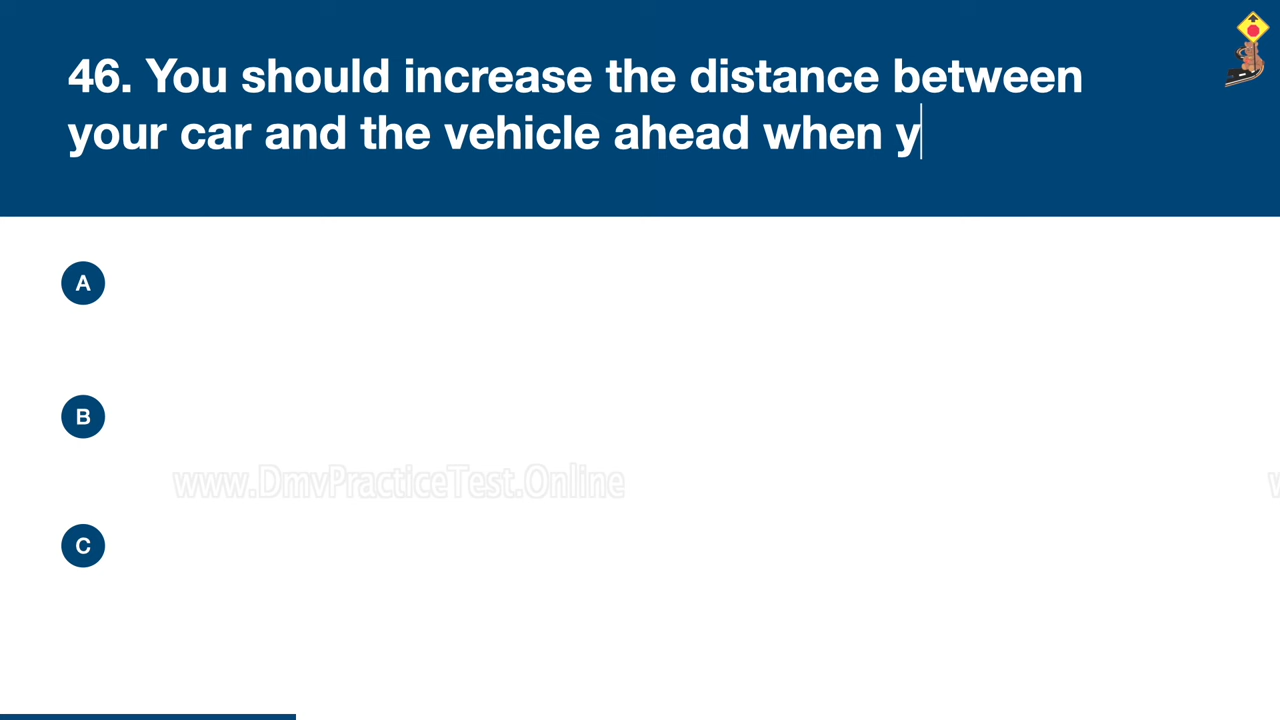 46. You should increase the distance between
your car and the vehicle ahead when y
A
B
www.DmvPracticeTest.Online
C